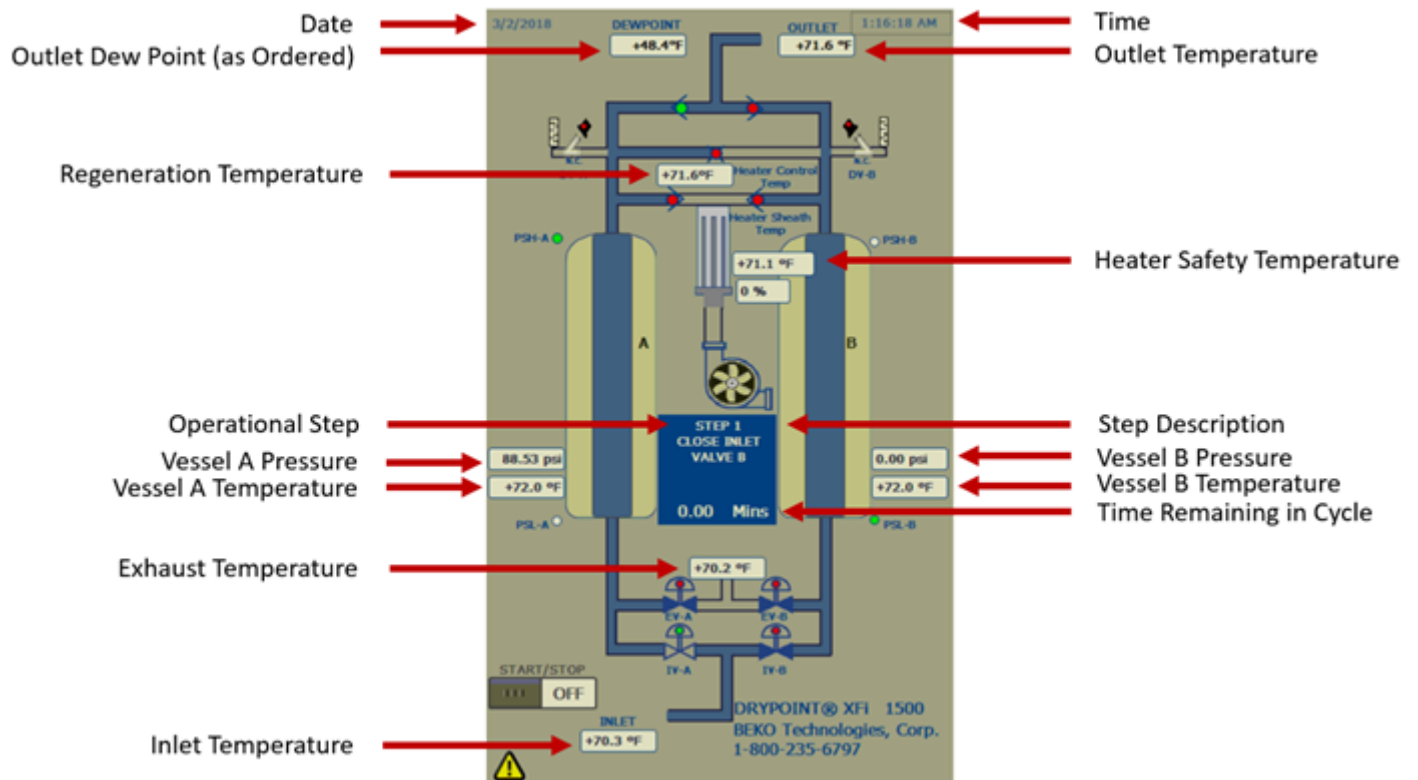 Date
3/2/2018
DEWPOINT
OUTLET
1:16:18 AM
Time
Outlet Dew Point (as Ordered)
+48.4°F
+71.6 °F
Outlet Temperature
N.C.
N.C.
DV-B
Regeneration Temperature
+71.6°F
Heater Control
Temp
Heater Sheath
Temp
PSH-A
PSH-B
+71.1 °F
Heater Safety Temperature
0 %
A
B
Operational Step
STEP 1
CLOSE INLET
VALVE B
Step Description
Vessel A Pressure
88.53 psi
0.00 psi
Vessel B Pressure
Vessel A Temperature
+72.0 °F
+72.0 °F
Vessel B Temperature
0.00 Mins
Time Remaining in Cycle
PSL-A
PSL-B
Exhaust Temperature
+70.2 °F
EV-A
EV-B
IV-A
IV-B
START/STOP
OFF
INLET
Inlet Temperature
+70.3 °F
DRYPOINT® XFi 1500
BEKO Technologies, Corp.
1-800-235-6797